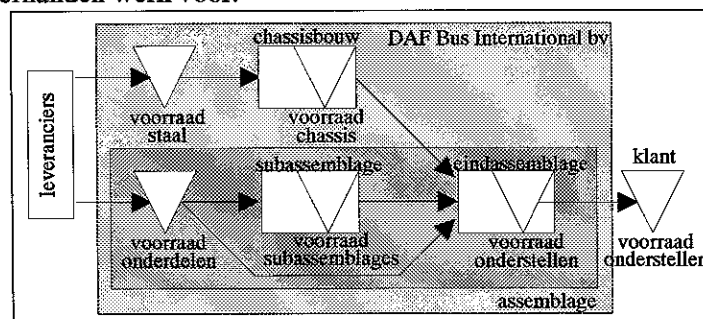 chassisbouw DAF Bus International bv
leveranciers
voorraad
staal
voorraad
chassis
subassemblage
eindassemblage
klant
voorraad
onderdelen
voorraad
subassemblages
voorraad
onderstellen
voorraad
onderstellen
assemblage